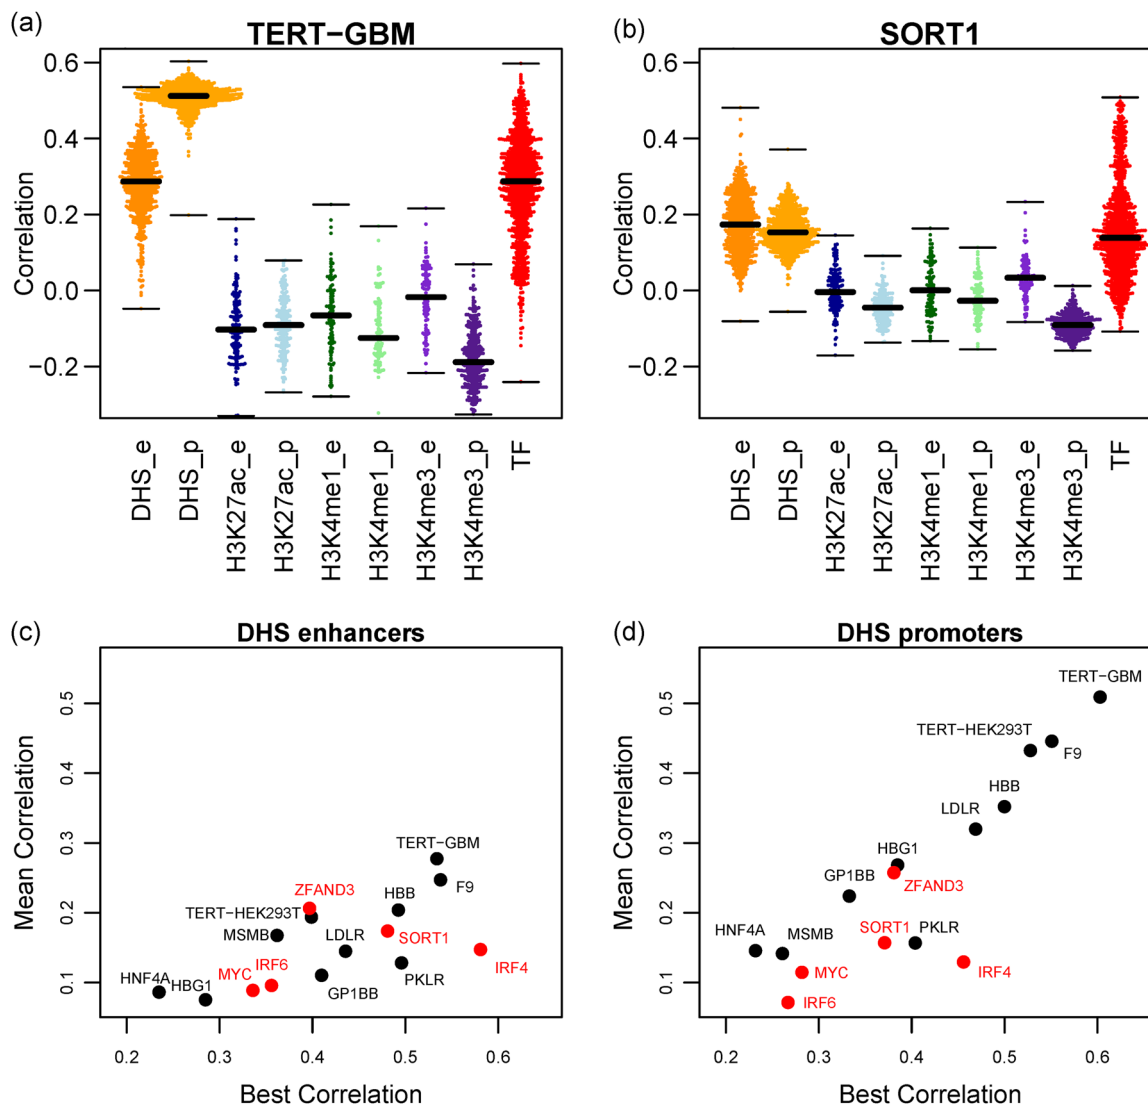 (a)
TERT−GBM
0.6
0.4
0.2
0.0
−0.2
Correlation
DHS_e
DHS_p
H3K27ac_e
H3K27ac_p
H3K4me1_e
H3K4me1_p
H3K4me3_e
H3K4me3_p
TF
(b)
SORT1
0.6
0.4
0.2
0.0
−0.2
Correlation
DHS_e
DHS_p
H3K27ac_e
H3K27ac_p
H3K4me1_e
H3K4me1_p
H3K4me3_e
H3K4me3_p
TF
(c)
DHS enhancers
0.5
0.4
0.3
0.2
0.1
Mean Correlation
TERT−GBM
F9
ZFAND3
HBB
TERT−HEK293T
MSMB
LDLR
SORT1
IRF4
HNF4A
HBG1
MYC
IRF6
GP1BB
PKLR
0.2
0.3
0.4
0.5
0.6
Best Correlation
(d)
DHS promoters
0.5
0.4
0.3
0.2
0.1
Mean Correlation
TERT−GBM
TERT−HEK293T
F9
HBB
LDLR
HBG1
GP1BB
ZFAND3
HNF4A
MSMB
SORT1
PKLR
MYC
IRF4
IRF6
0.2
0.3
0.4
0.5
0.6
Best Correlation